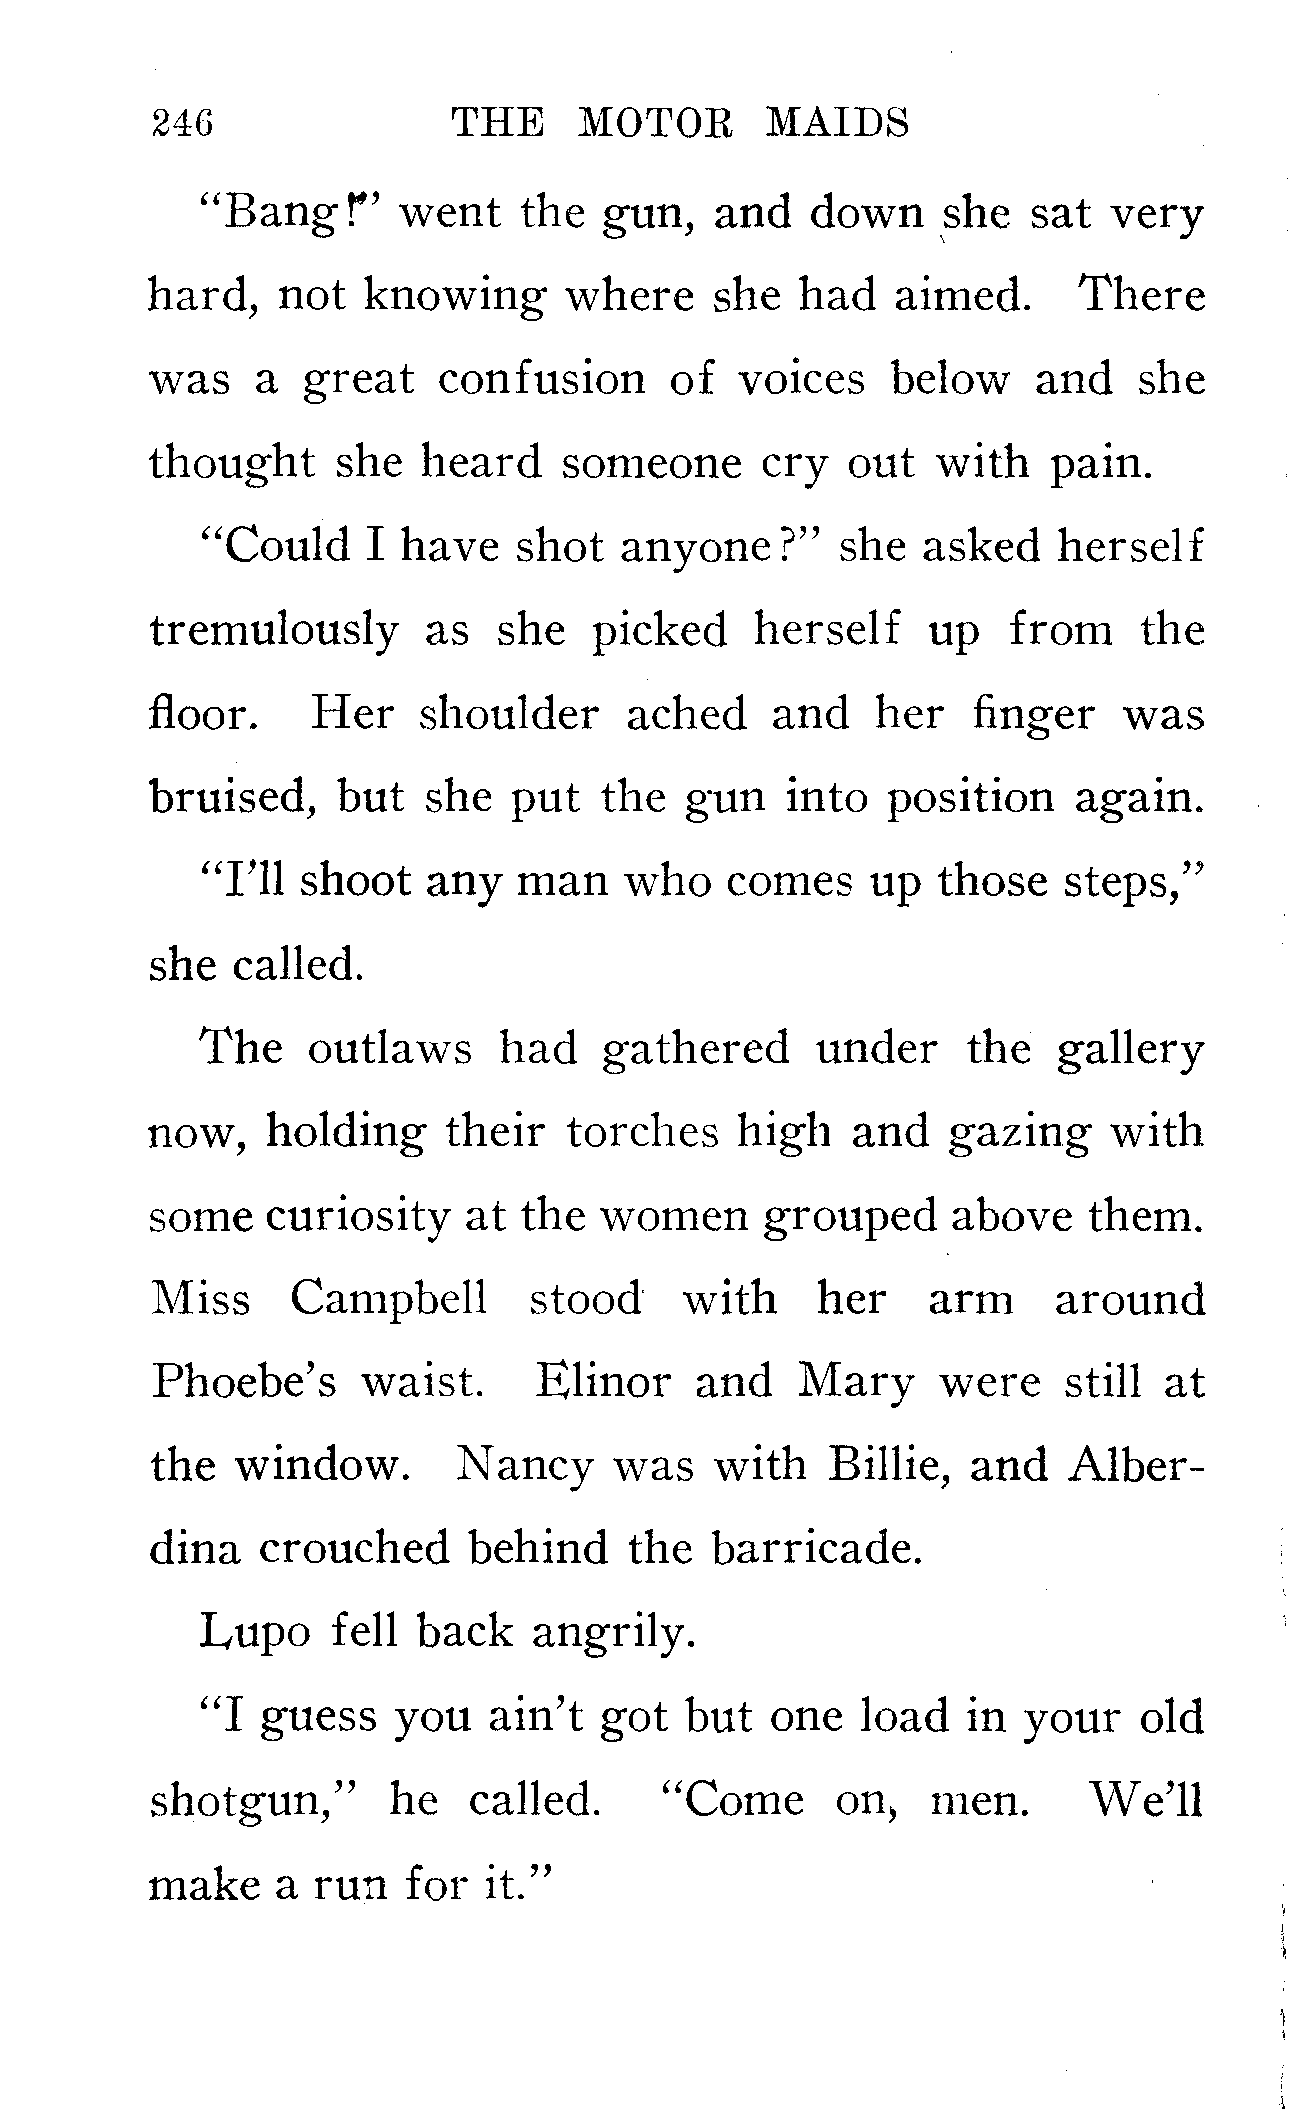 246 THE MOTOR MAIDS
“Bang!” went the gun, and down she sat very
hard, not knowing where she had aimed. There
was a great confusion of voices below and she
thought she heard someone cry out with pain.
“Could I have shot anyone?” she asked herself
tremulously as she picked herself up from the
floor. Her shoulder ached and her finger was
bruised, but she put the gun into position again.
“I’ll shoot any man who comes up those steps,”
she called.
The outlaws had gathered under the gallery
now, holding their torches high and gazing with
some curiosity at the women grouped above them.
Miss Campbell stood with her arm around
Phoebe’s waist. Elinor and Mary were still at
the window. Nancy was with Billie, and Alber-
dina crouched behind the barricade.
Lupo fell back angrily.
“I guess you ain’t got but one load in your old
shotgun,” he called. “Come on, men. We’ll
make a run for it.”